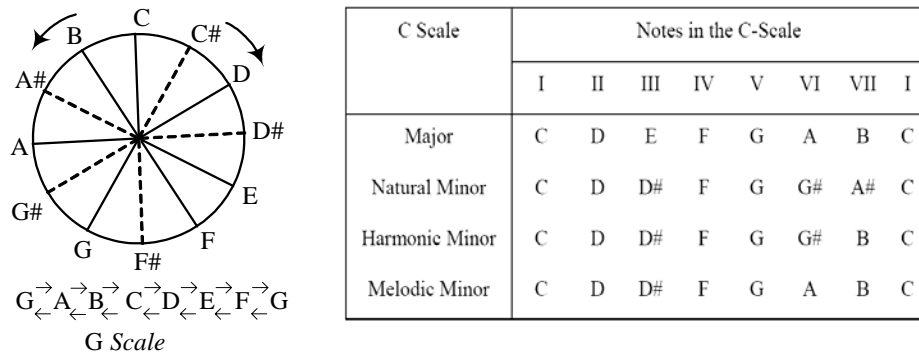 C
C#
D
D#
E
F
F#
G
G#
A
A#
B
G A B C D E F G
G Scale
C Scale Notes in the C-Scale
I II III IV V VI VII I
Major C D E F G A B C
Natural Minor C D D# F G G# A# C
Harmonic Minor C D D# F G G# B C
Melodic Minor C D D# F G A B C